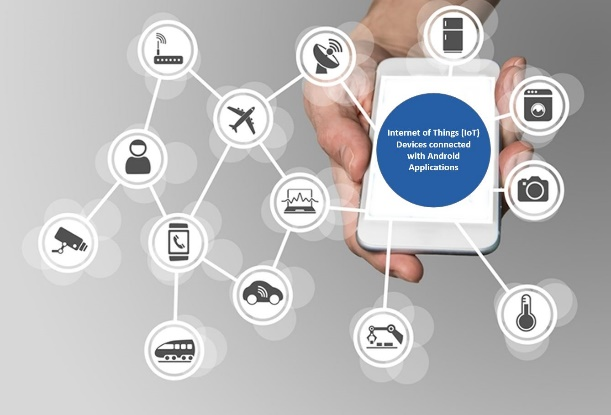 Internet of Things (IoT)
Devices connected
with Android
Applications